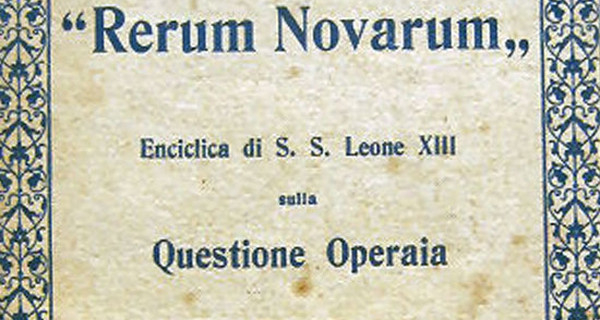 “Rerum Novarum„
Enciclica di S. S. Leone XIII
sulla
Questione Operaia